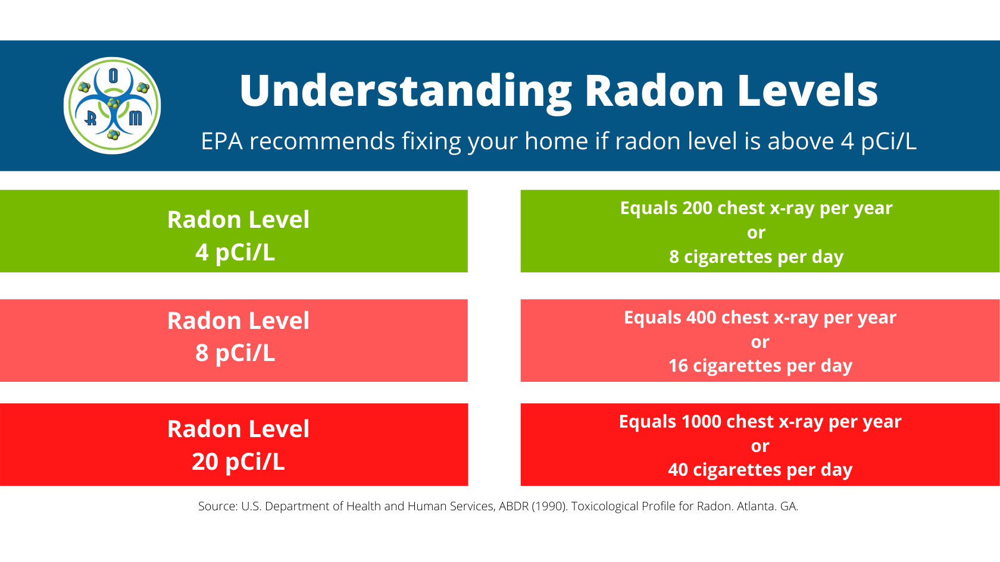 O
R M
Understanding Radon Levels
EPA recommends fixing your home if radon level is above 4 pCi/L
Radon Level
4 pCi/L
Equals 200 chest x-ray per year
or
8 cigarettes per day
Radon Level
8 pCi/L
Equals 400 chest x-ray per year
or
16 cigarettes per day
Radon Level
20 pCi/L
Equals 1000 chest x-ray per year
or
40 cigarettes per day
Source: U.S. Department of Health and Human Services, ABDR (1990). Toxicological Profile for Radon. Atlanta. GA.